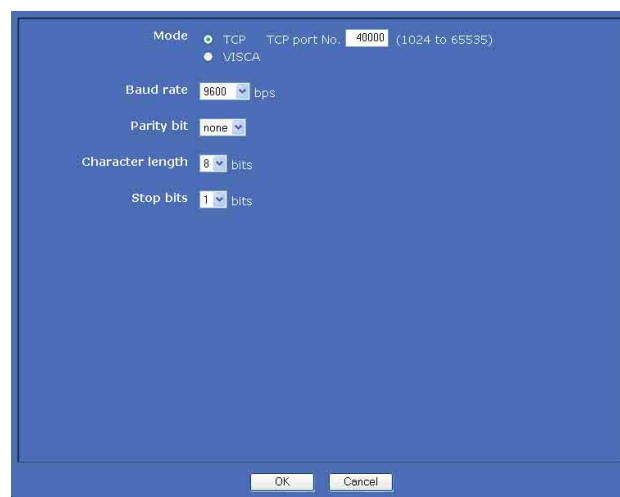 Mode TCP TCP port No. 40000 (1024 to 65535)
VISCA
Baud rate 9600 bps
Parity bit none
Character length 8 bits
Stop bits 1 bits
OK Cancel